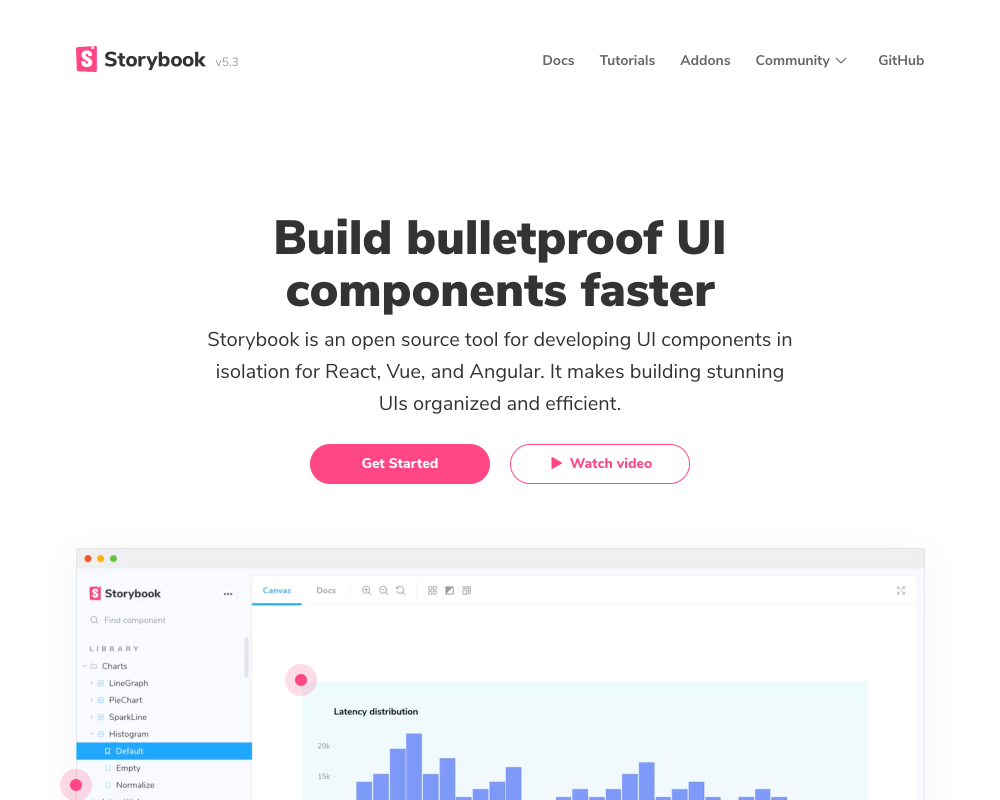 Storybook v5.3
Docs Tutorials Addons Community GitHub
Build bulletproof UI
components faster
Storybook is an open source tool for developing UI components in
isolation for React, Vue, and Angular. It makes building stunning
UIs organized and efficient.
Get Started Watch video
Storybook
Canvas Docs
Find component
LIBRARY
Charts
LineGraph
PieChart
SparkLine
Histogram
Default
Empty
Normalize
Latency distribution
20k
15k